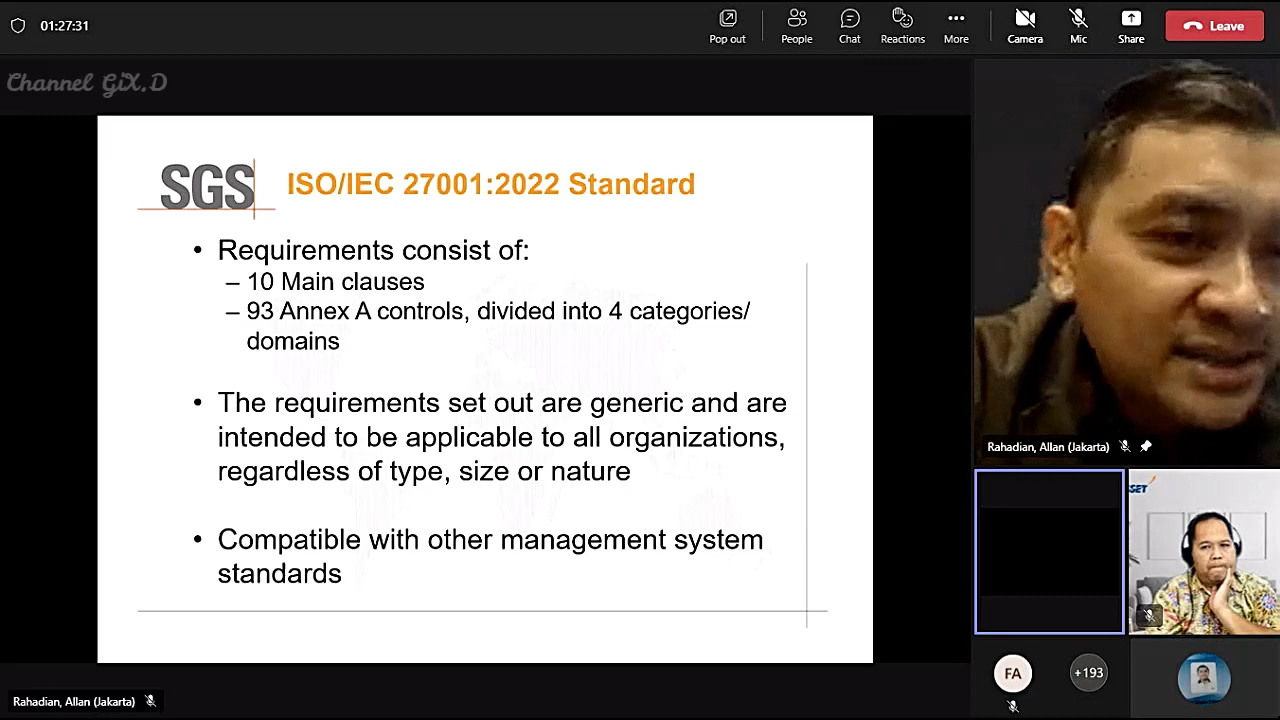 01:27:31
Pop out
People
Chat
Reactions
More
Camera
Mic
Share
Leave
Channel GiX.D
SGS
ISO/IEC 27001:2022 Standard
• Requirements consist of:
– 10 Main clauses
– 93 Annex A controls, divided into 4 categories/
domains
• The requirements set out are generic and are
intended to be applicable to all organizations,
regardless of type, size or nature
• Compatible with other management system
standards
Rahadian, Allan (Jakarta)
SET
FA
+193
Rahadian, Allan (Jakarta)